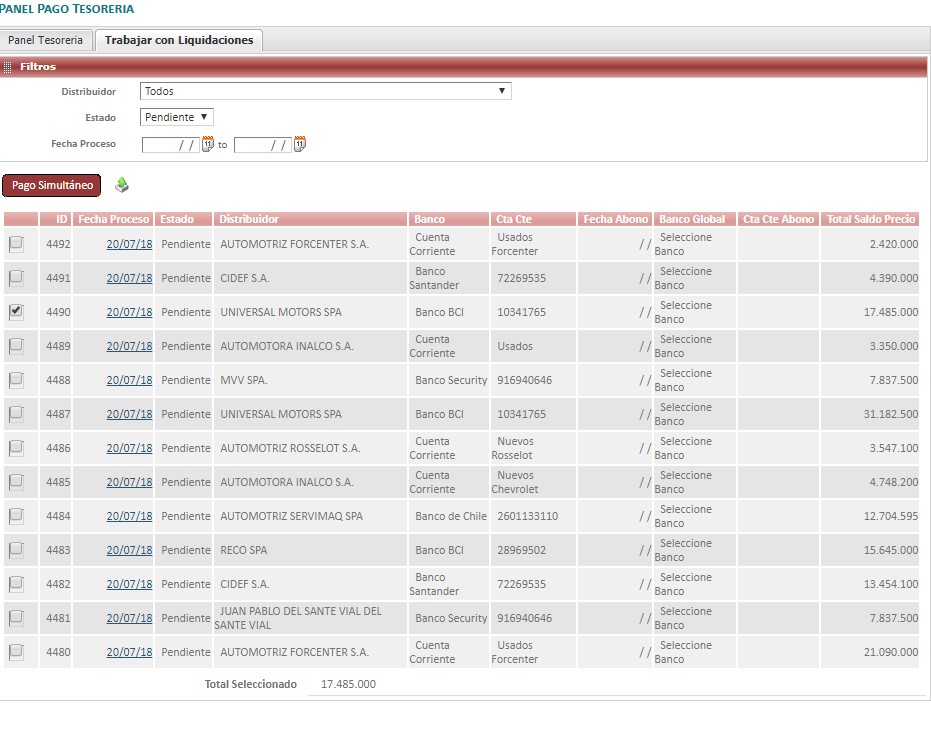 PANEL PAGO TESORERIA
Panel Tesoreria Trabajar con Liquidaciones
Filtros
Distribuidor Todos
Estado Pendiente
Fecha Proceso / / 11 to / / 11
Pago Simultáneo
ID Fecha Proceso Estado Distribuidor Banco Cta Cte Fecha Abono Banco Global Cta Cte Abono Total Saldo Precio
4492 20/07/18 Pendiente AUTOMOTRIZ FORCENTER S.A. Cuenta Corriente Usados Forcenter / / Seleccione Banco 2.420.000
4491 20/07/18 Pendiente CIDEF S.A. Banco Santander 72269535 / / Seleccione Banco 4.390.000
4490 20/07/18 Pendiente UNIVERSAL MOTORS SPA Banco BCI 10341765 / / Seleccione Banco 17.485.000
4489 20/07/18 Pendiente AUTOMOTORA INALCO S.A. Cuenta Corriente Usados / / Seleccione Banco 3.350.000
4488 20/07/18 Pendiente MVV SPA. Banco Security 916940646 / / Seleccione Banco 7.837.500
4487 20/07/18 Pendiente UNIVERSAL MOTORS SPA Banco BCI 10341765 / / Seleccione Banco 31.182.500
4486 20/07/18 Pendiente AUTOMOTRIZ ROSSELOT S.A. Cuenta Corriente Nuevos Rosselot / / Seleccione Banco 3.547.100
4485 20/07/18 Pendiente AUTOMOTORA INALCO S.A. Cuenta Corriente Nuevos Chevrolet / / Seleccione Banco 4.748.200
4484 20/07/18 Pendiente AUTOMOTRIZ SERVIMAQ SPA Banco de Chile 2601133110 / / Seleccione Banco 12.704.595
4483 20/07/18 Pendiente RECO SPA Banco BCI 28969502 / / Seleccione Banco 15.645.000
4482 20/07/18 Pendiente CIDEF S.A. Banco Santander 72269535 / / Seleccione Banco 13.454.100
4481 20/07/18 Pendiente JUAN PABLO DEL SANTE VIAL DEL SANTE VIAL Banco Security 916940646 / / Seleccione Banco 7.837.500
4480 20/07/18 Pendiente AUTOMOTRIZ FORCENTER S.A. Cuenta Corriente Usados Forcenter / / Seleccione Banco 21.090.000
Total Seleccionado 17.485.000